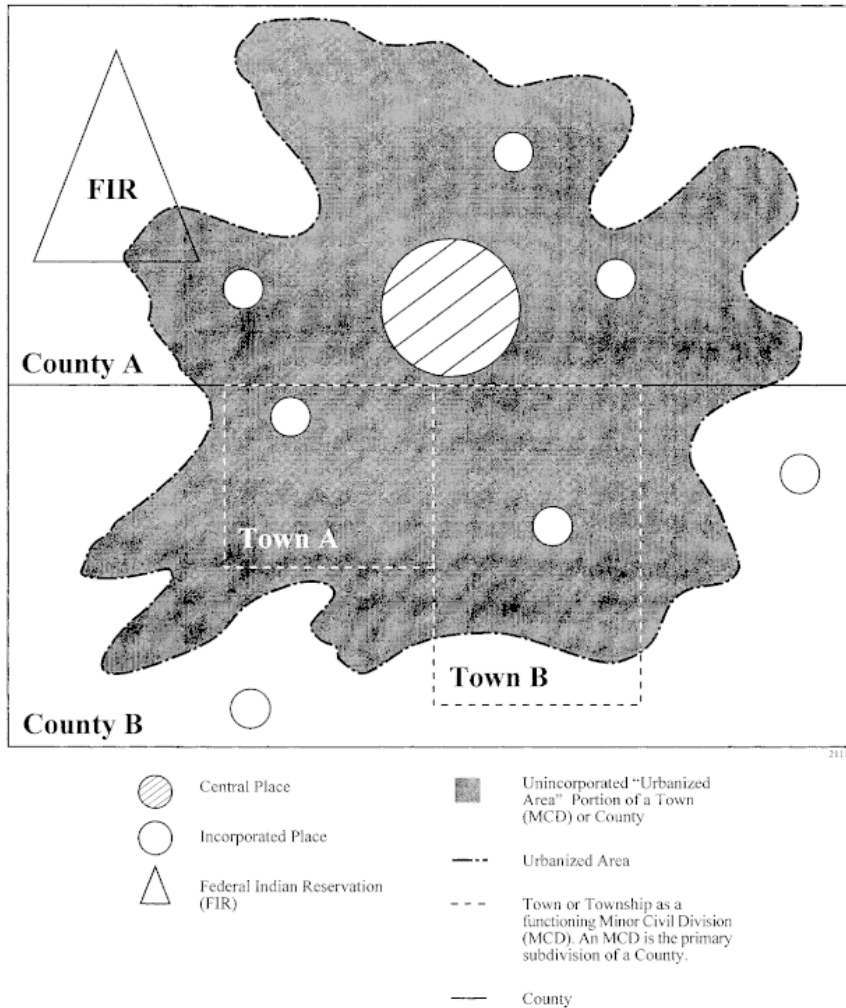 FIR
County A
Town A
Town B
County B
Central Place
Incorporated Place
Federal Indian Reservation
(FIR)
Unincorporated “Urbanized
Area” Portion of a Town
(MCD) or County
Urbanized Area
Town or Township as a
functioning Minor Civil Division
(MCD). An MCD is the primary
subdivision of a County.
County